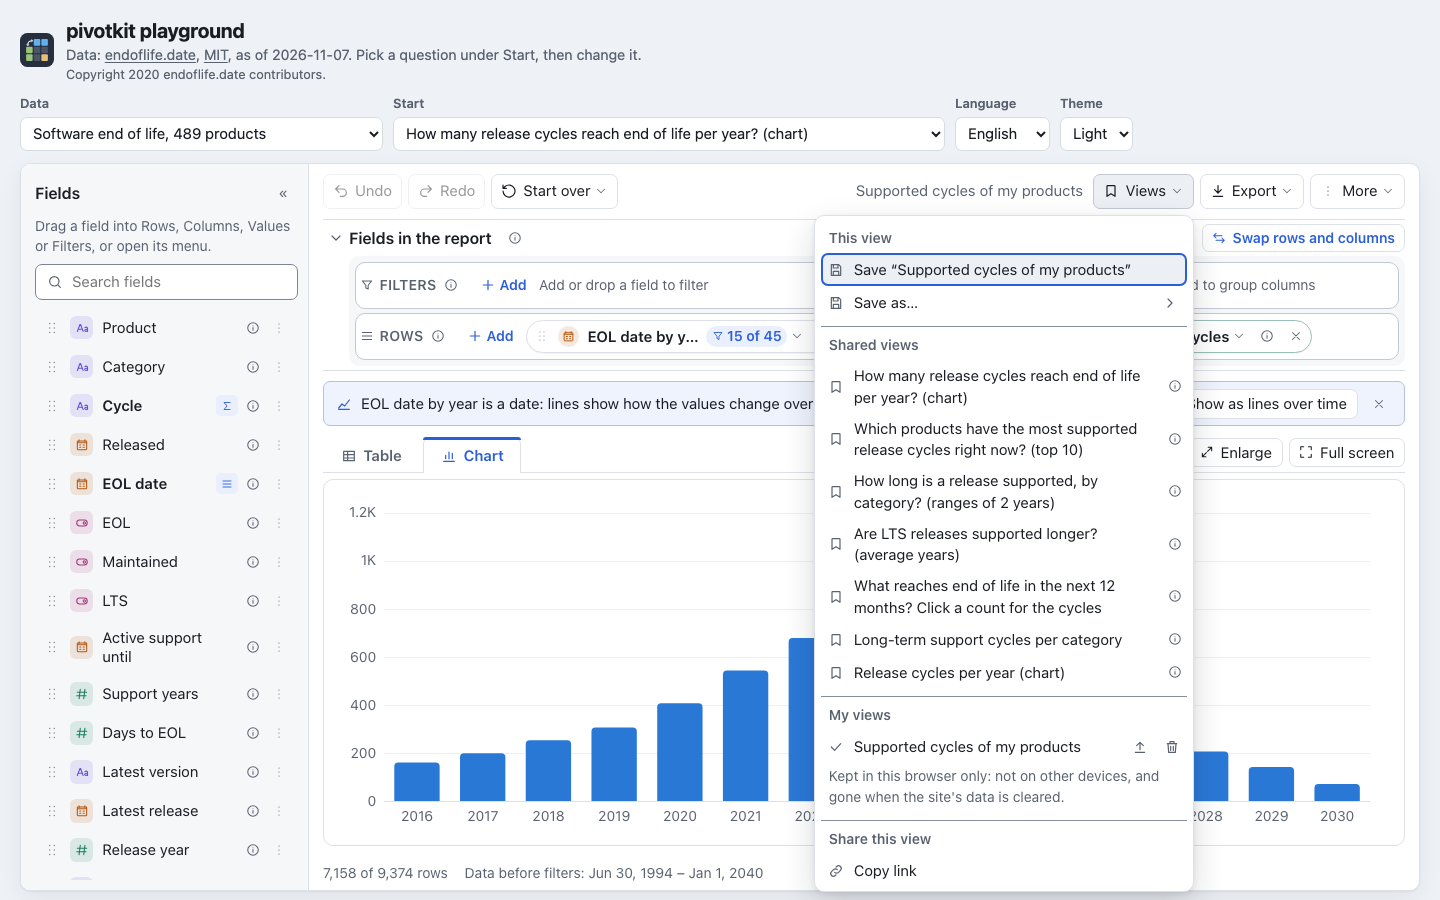 pivotkit playground
Data: endoflife.date, MIT, as of 2026-11-07. Pick a question under Start, then change it.
Copyright 2020 endoflife.date contributors.
Data
Start
Language
Theme
Software end of life, 489 products
How many release cycles reach end of life per year? (chart)
English
Light
Fields
«
Drag a field into Rows, Columns, Values
or Filters, or open its menu.
Search fields
Aa Product
Aa Category
Aa Cycle Σ
Released
EOL date
EOL
Maintained
LTS
Active support
until
# Support years
# Days to EOL
Aa Latest version
Latest release
# Release year
Undo
Redo
Start over
Supported cycles of my products
Views
Export
More
Fields in the report
Swap rows and columns
FILTERS
+ Add
Add or drop a field to filter
d to group columns
ROWS
+ Add
EOL date by y...
15 of 45
ycles
EOL date by year is a date: lines show how the values change over
Show as lines over time
Table
Chart
Enlarge
Full screen
1.2K
1K
800
600
400
200
0
2016
2017
2018
2019
2020
2021
2028
2029
2030
7,158 of 9,374 rows
Data before filters: Jun 30, 1994 – Jan 1, 2040
This view
Save “Supported cycles of my products”
Save as...
Shared views
How many release cycles reach end of life
per year? (chart)
Which products have the most supported
release cycles right now? (top 10)
How long is a release supported, by
category? (ranges of 2 years)
Are LTS releases supported longer?
(average years)
What reaches end of life in the next 12
months? Click a count for the cycles
Long-term support cycles per category
Release cycles per year (chart)
My views
Supported cycles of my products
Kept in this browser only: not on other devices, and
gone when the site's data is cleared.
Share this view
Copy link